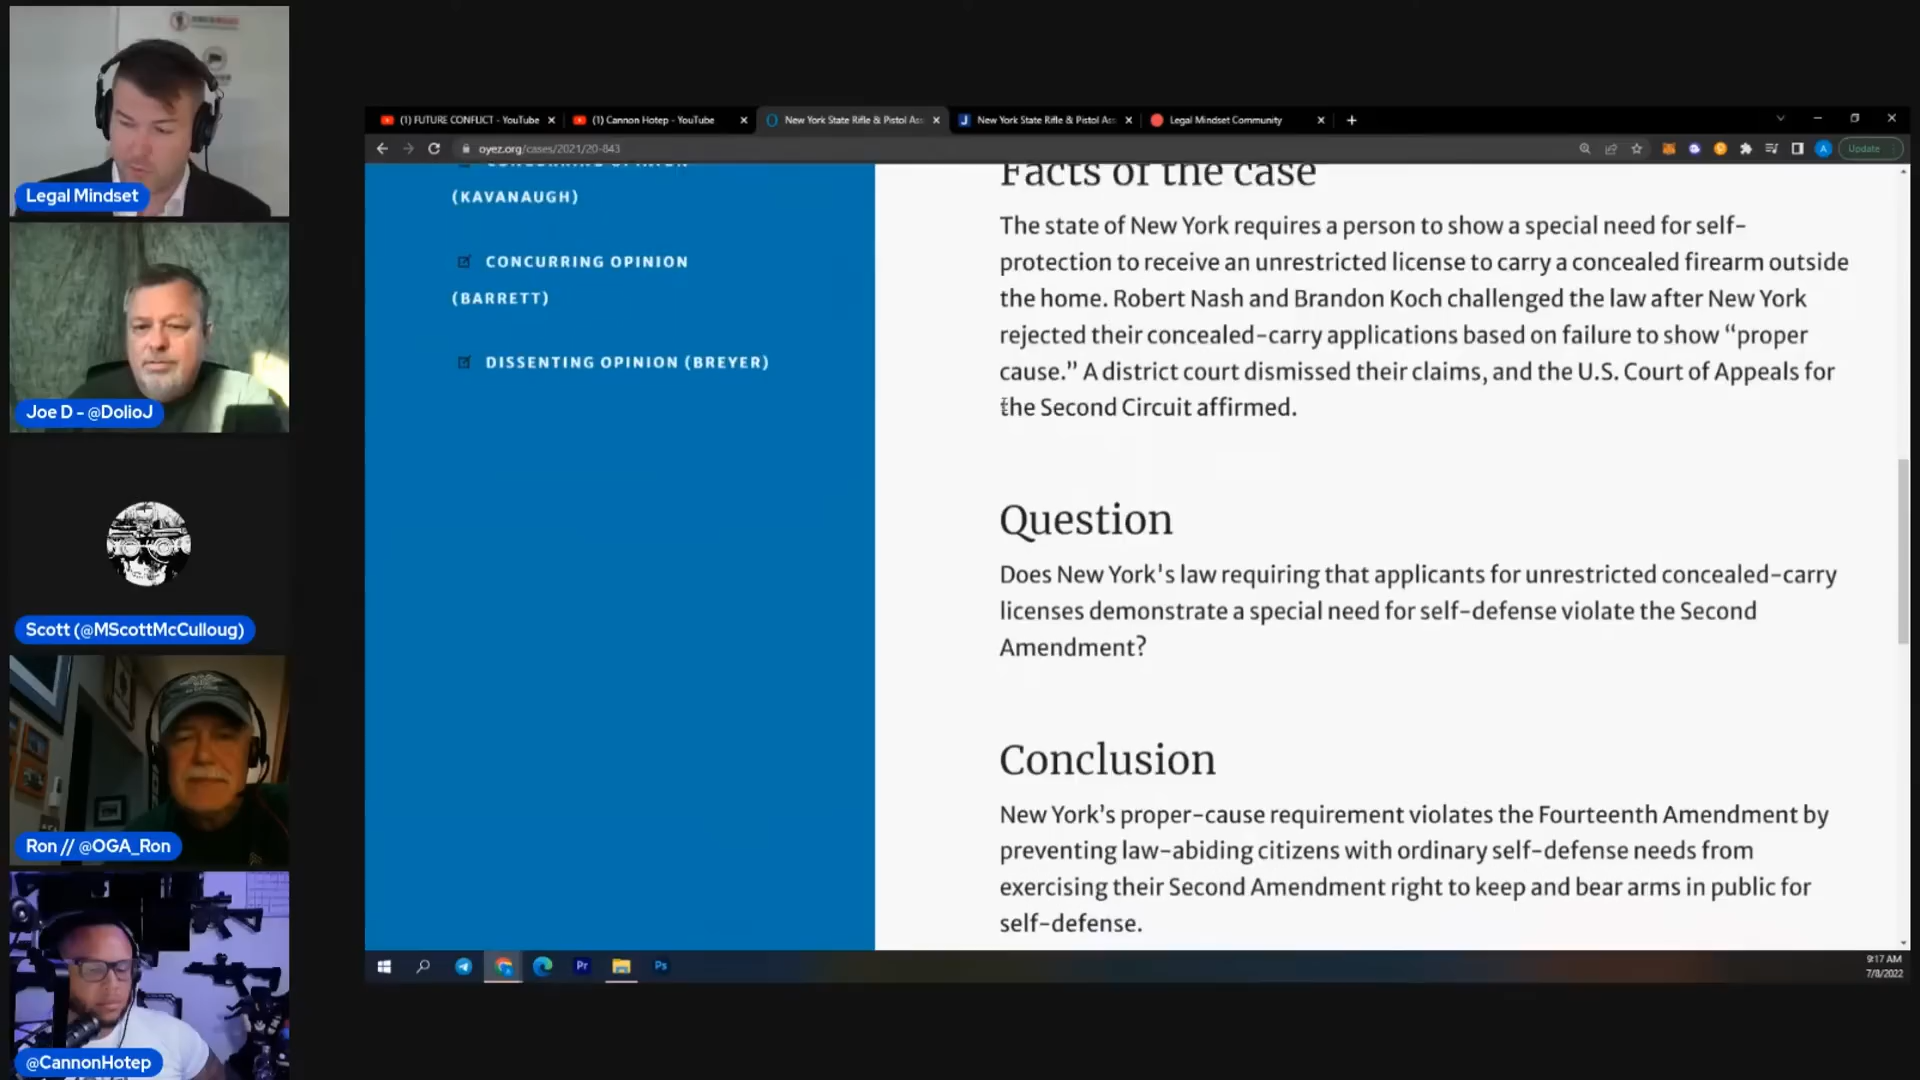 Legal Mindset
Joe D - @DolioJ
Scott (@MScottMcCulloug)
Ron // @OGA_Ron
@CannonHotep
(1) FUTURE CONFLICT - YouTube
(1) Cannon Hotep - YouTube
New York State Rifle & Pistol Ass
New York State Rifle & Pistol Ass
Legal Mindset Community
oyez.org/cases/2021/20-843
Update
CONCURRING OPINION
(KAVANAUGH)
CONCURRING OPINION
(BARRETT)
DISSENTING OPINION (BREYER)
Facts of the case
The state of New York requires a person to show a special need for self-
protection to receive an unrestricted license to carry a concealed firearm outside
the home. Robert Nash and Brandon Koch challenged the law after New York
rejected their concealed-carry applications based on failure to show “proper
cause.” A district court dismissed their claims, and the U.S. Court of Appeals for
the Second Circuit affirmed.
Question
Does New York's law requiring that applicants for unrestricted concealed-carry
licenses demonstrate a special need for self-defense violate the Second
Amendment?
Conclusion
New York’s proper-cause requirement violates the Fourteenth Amendment by
preventing law-abiding citizens with ordinary self-defense needs from
exercising their Second Amendment right to keep and bear arms in public for
self-defense.
Pr
Ps
9:17 AM
7/8/2022